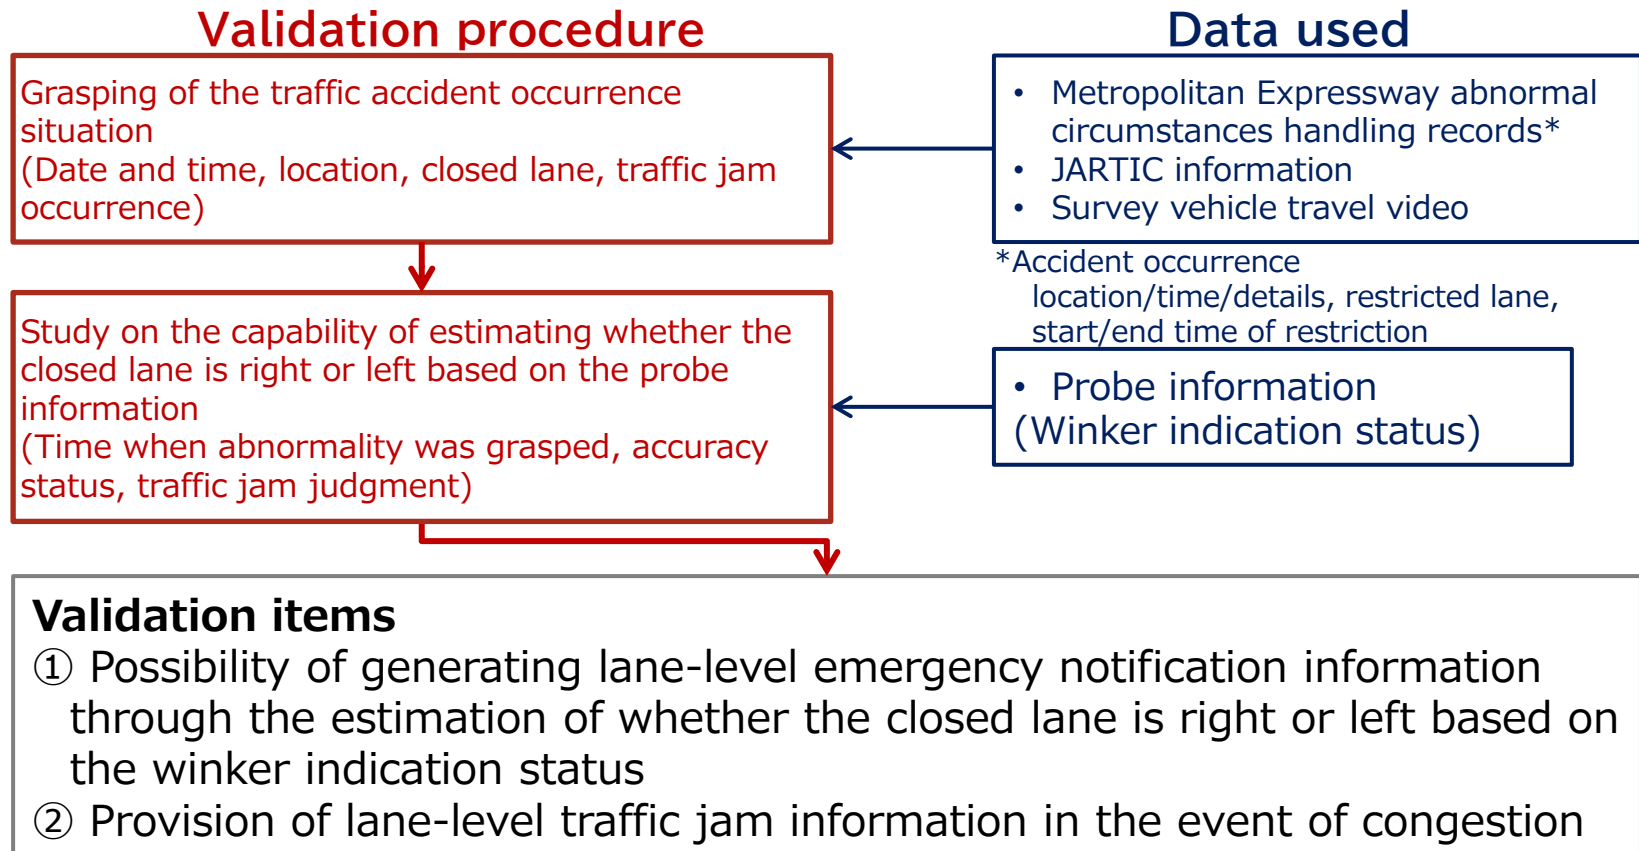 Validation procedure
Grasping of the traffic accident occurrence
situation
(Date and time, location, closed lane, traffic jam
occurrence)
Study on the capability of estimating whether the
closed lane is right or left based on the probe
information
(Time when abnormality was grasped, accuracy
status, traffic jam judgment)
Data used
• Metropolitan Expressway abnormal
circumstances handling records*
• JARTIC information
• Survey vehicle travel video
*Accident occurrence
location/time/details, restricted lane,
start/end time of restriction
• Probe information
(Winker indication status)
Validation items
① Possibility of generating lane-level emergency notification information
through the estimation of whether the closed lane is right or left based on
the winker indication status
② Provision of lane-level traffic jam information in the event of congestion